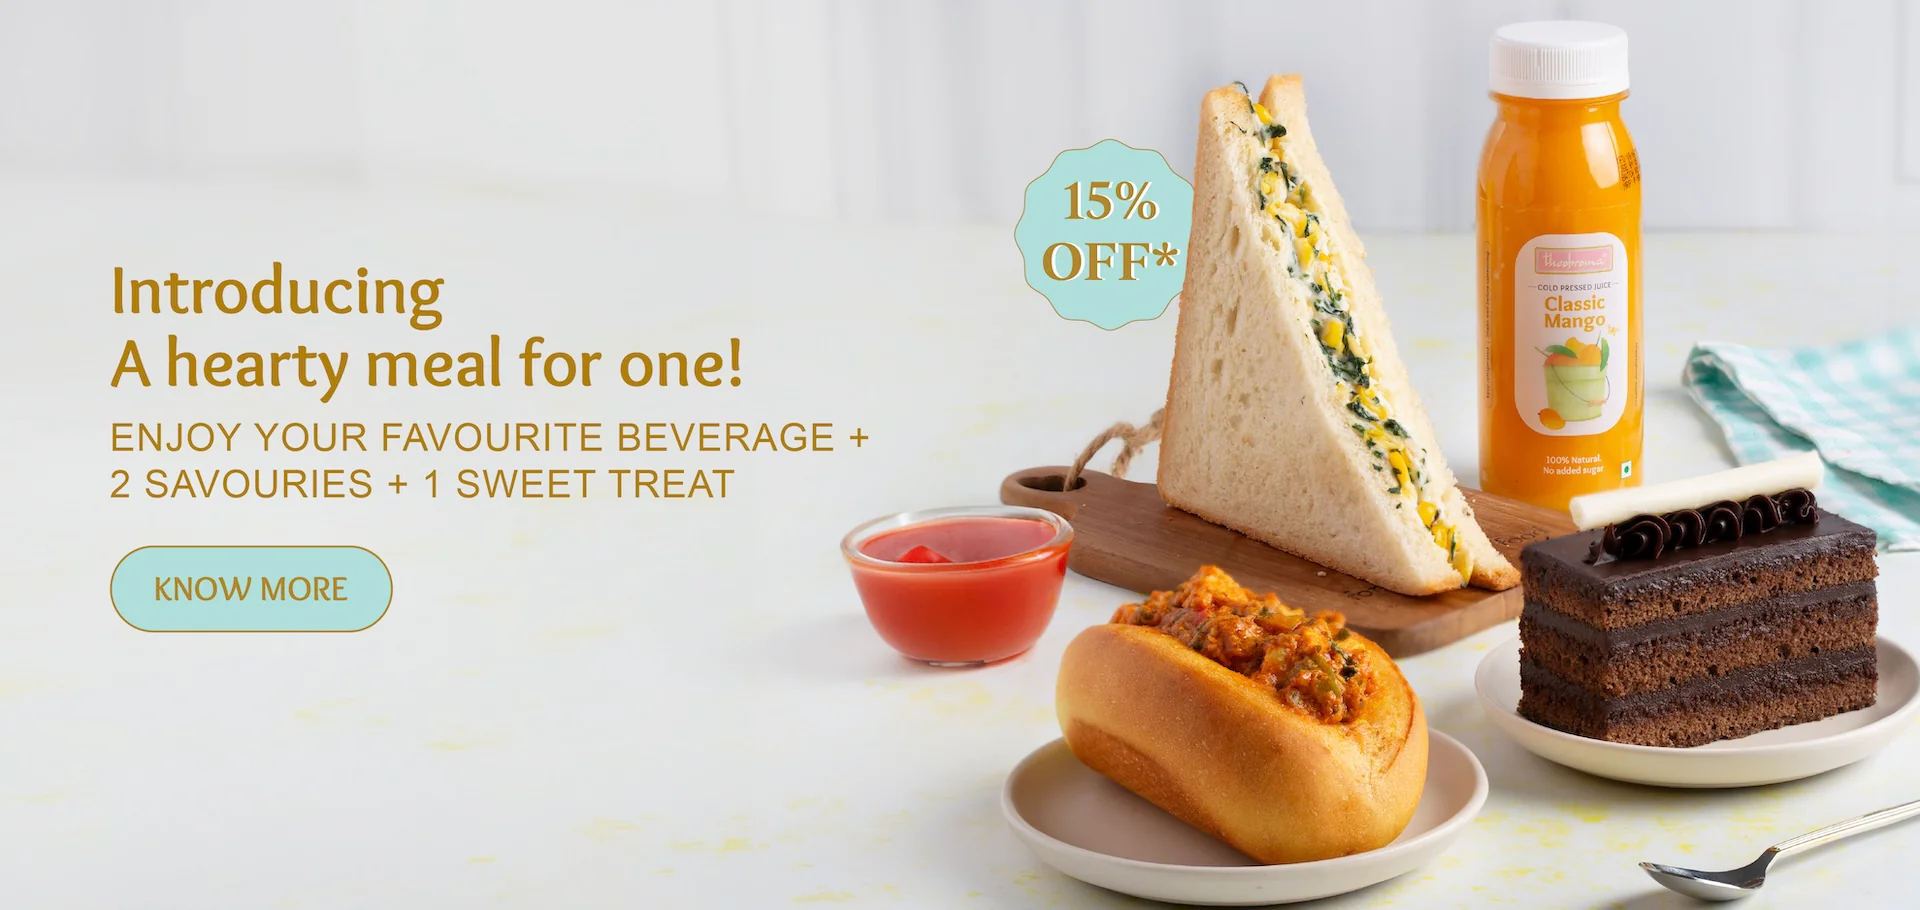 Introducing
A hearty meal for one!
ENJOY YOUR FAVOURITE BEVERAGE +
2 SAVOURIES + 1 SWEET TREAT
KNOW MORE
15%
OFF*
theobroma
COLD PRESSED JUICE
Classic
Mango
100% Natural.
No added sugar